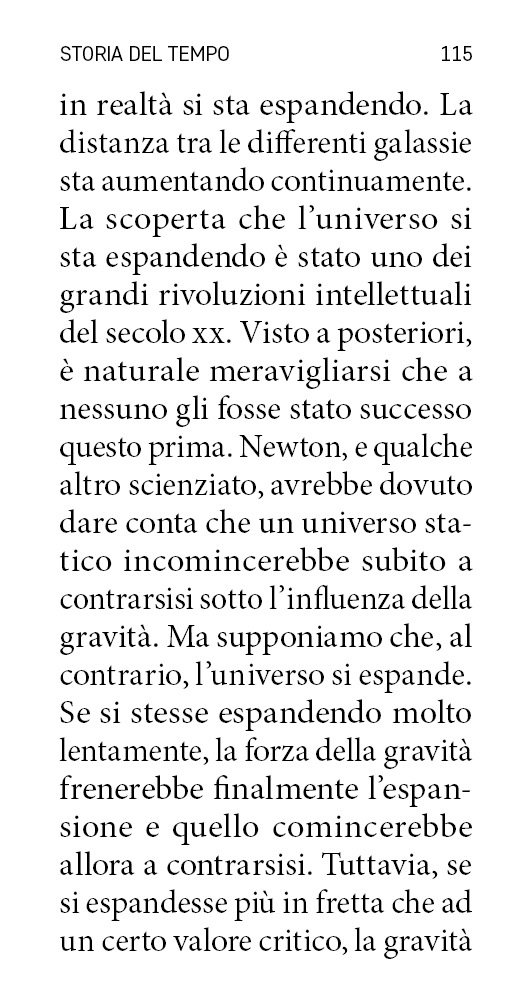 STORIA DEL TEMPO 115
in realtà si sta espandendo. La
distanza tra le differenti galassie
sta aumentando continuamente.
La scoperta che l’universo si
sta espandendo è stato uno dei
grandi rivoluzioni intellettuali
del secolo xx. Visto a posteriori,
è naturale meravigliarsi che a
nessuno gli fosse stato successo
questo prima. Newton, e qualche
altro scienziato, avrebbe dovuto
dare conta che un universo sta-
tico incomincerebbe subito a
contrarsisi sotto l’influenza della
gravità. Ma supponiamo che, al
contrario, l’universo si espande.
Se si stesse espandendo molto
lentamente, la forza della gravità
frenerebbe finalmente l’espan-
sione e quello comincerebbe
allora a contrarsisi. Tuttavia, se
si espandesse più in fretta che ad
un certo valore critico, la gravità